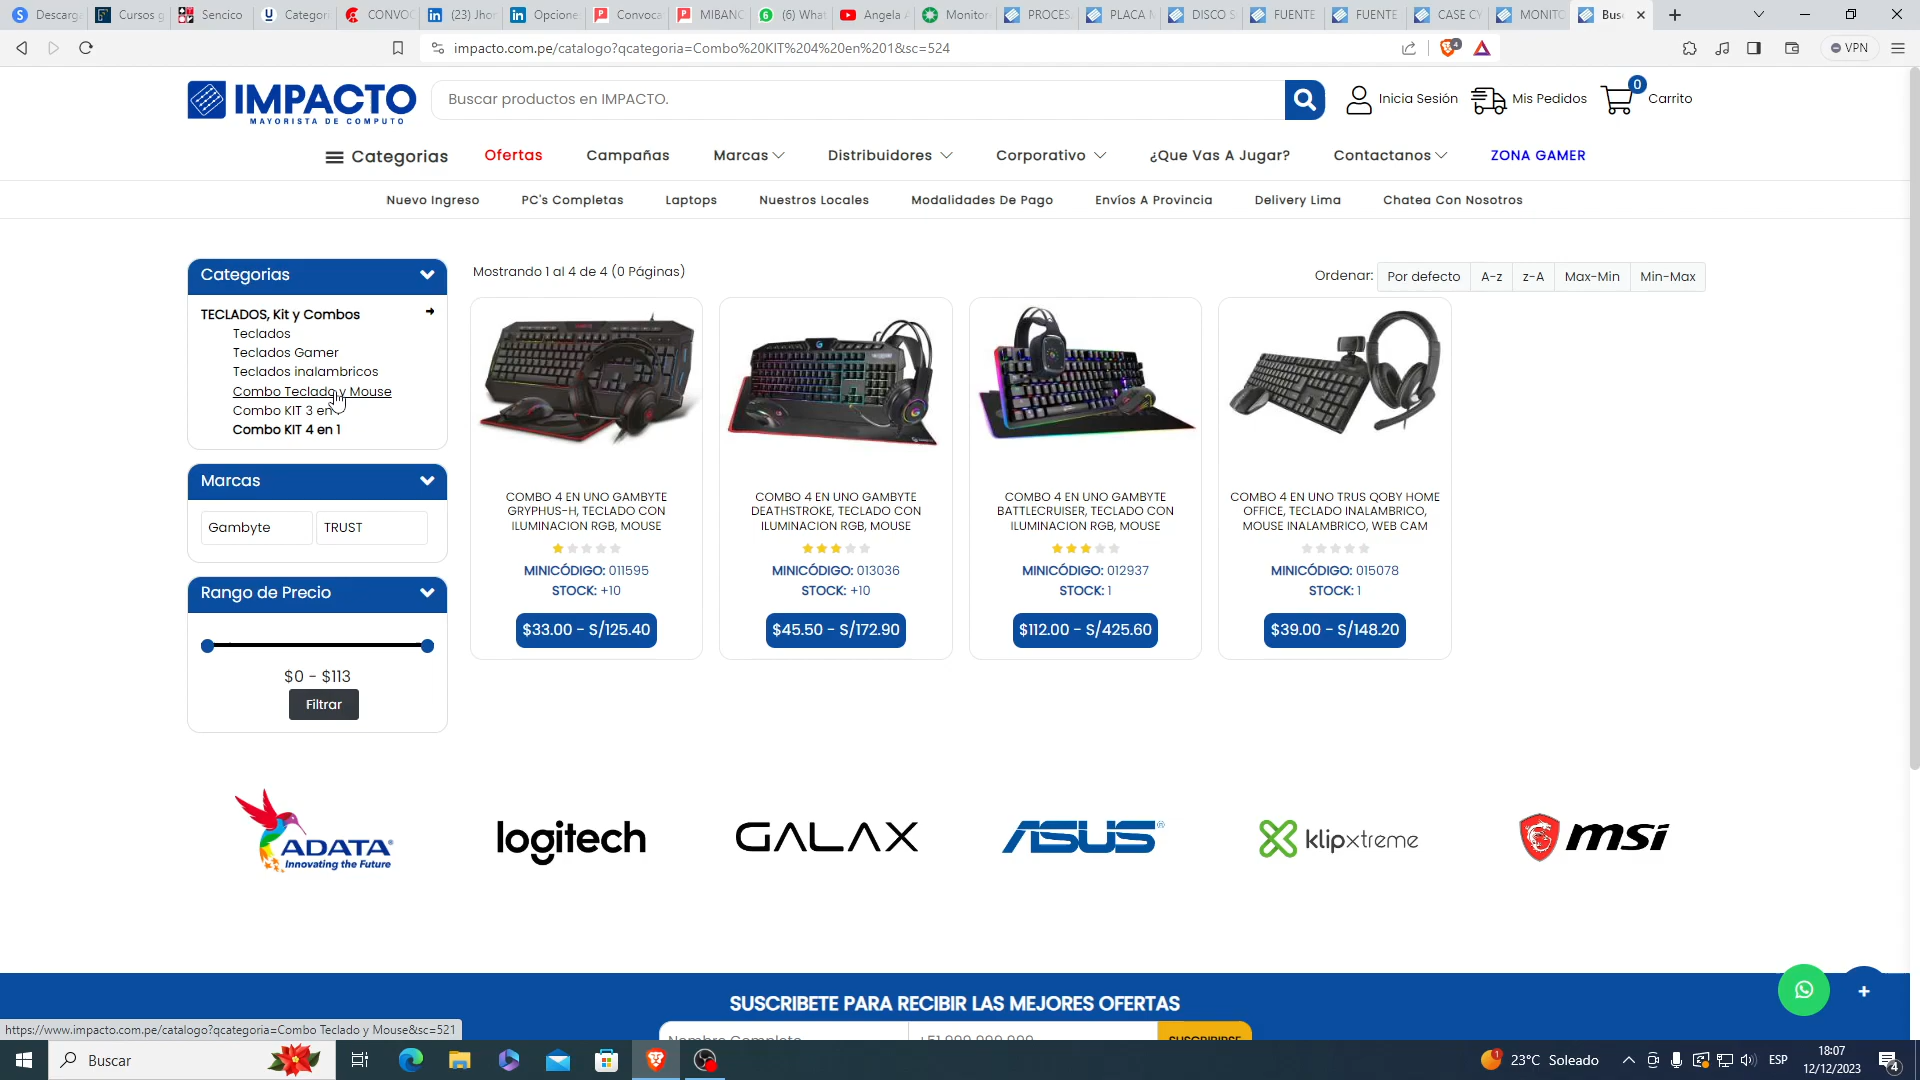 Descarg
Cursos g
Sencico
Categor
CONVOC
(23) Jho
Opcione
Convoca
MIBANC
(6) What
Angela A
Monitor
PROCES
PLACA M
DISCO S
FUENTE
FUENTE
CASE CY
MONITO
Bus
impacto.com.pe/catalogo?qcategoria=Combo%20KIT%204%20en%201&sc=524
4
VPN
IMPACTO
MAYORISTA DE COMPUTO
Buscar productos en IMPACTO.
Inicia Sesión
Mis Pedidos
0
Carrito
Categorias
Ofertas
Campañas
Marcas
Distribuidores
Corporativo
¿Que Vas A Jugar?
Contactanos
ZONA GAMER
Nuevo Ingreso
PC's Completas
Laptops
Nuestros Locales
Modalidades De Pago
Envíos A Provincia
Delivery Lima
Chatea Con Nosotros
Categorias
TECLADOS, Kit y Combos
Teclados
Teclados Gamer
Teclados inalambricos
Combo Teclado y Mouse
Combo KIT 3 en
Combo KIT 4 en 1
Marcas
Gambyte
TRUST
Rango de Precio
$0 - $113
Filtrar
Mostrando 1 al 4 de 4 (0 Páginas)
Ordenar:
Por defecto
A-z
z-A
Max-Min
Min-Max
COMBO 4 EN UNO GAMBYTE
GRYPHUS-H, TECLADO CON
ILUMINACION RGB, MOUSE
MINICÓDIGO: 011595
STOCK: +10
$33.00 - S/125.40
COMBO 4 EN UNO GAMBYTE
DEATHSTROKE, TECLADO CON
ILUMINACION RGB, MOUSE
MINICÓDIGO: 013036
STOCK: +10
$45.50 - S/172.90
COMBO 4 EN UNO GAMBYTE
BATTLECRUISER, TECLADO CON
ILUMINACION RGB, MOUSE
MINICÓDIGO: 012937
STOCK: 1
$112.00 - S/425.60
COMBO 4 EN UNO TRUS QOBY HOME
OFFICE, TECLADO INALAMBRICO,
MOUSE INALAMBRICO, WEB CAM
MINICÓDIGO: 015078
STOCK: 1
$39.00 - S/148.20
ADATA
Innovating the Future
logitech
GALAX
ASUS
klipxtreme
msi
SUSCRIBETE PARA RECIBIR LAS MEJORES OFERTAS
Nombre Completo
+51 999 999 999
SUSCRIBIRSE
https://www.impacto.com.pe/catalogo?qcategoria=Combo Teclado y Mouse&sc=521
Buscar
1
23°C Soleado
ESP
18:07
12/12/2023
4